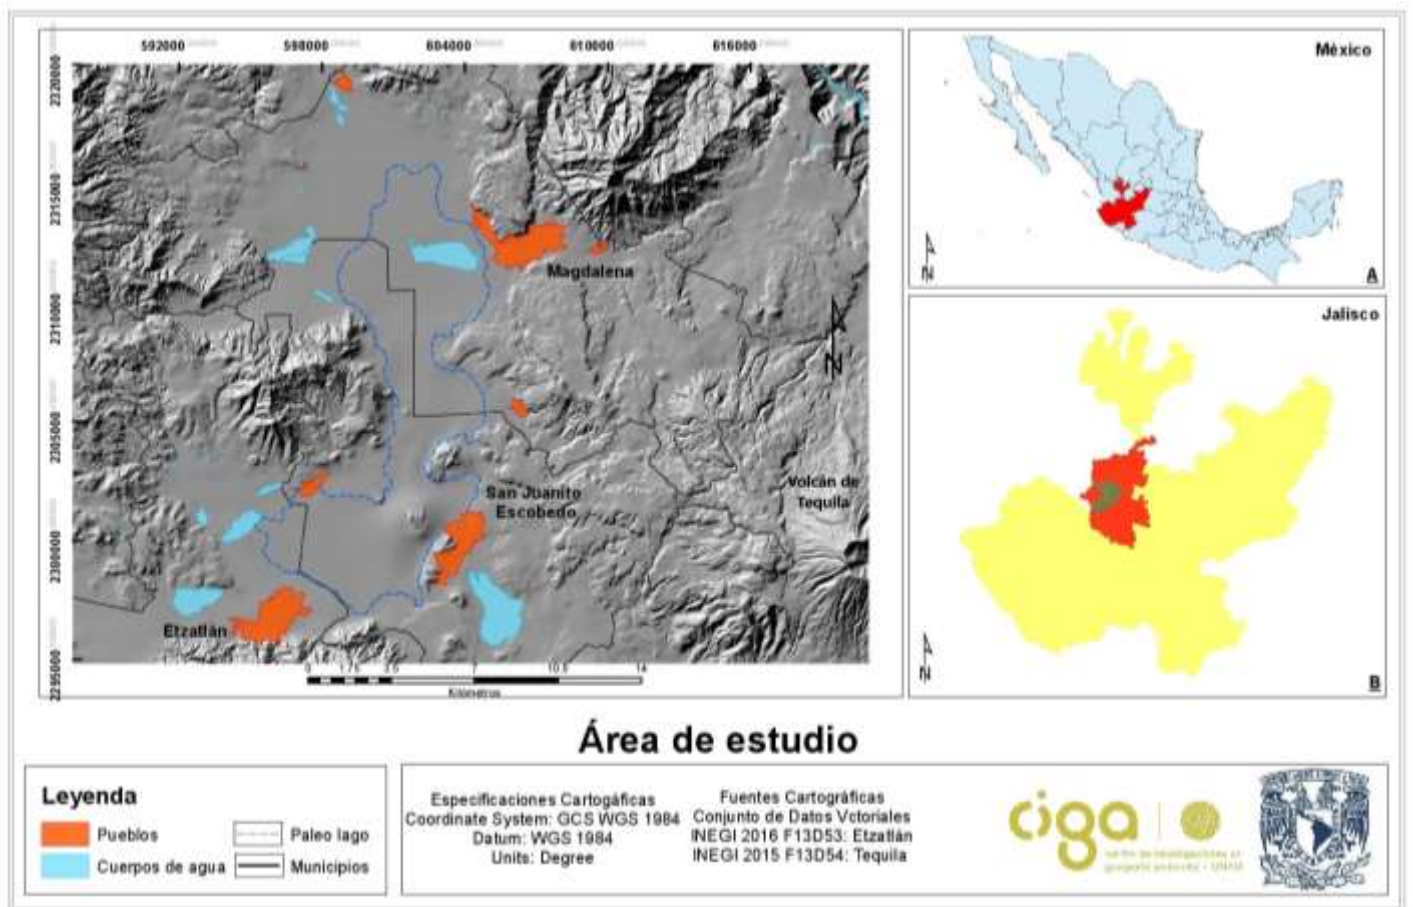 592000
598000
604000
610000
616000
2320000
2315000
2310000
2305000
2300000
2295000
Magdalena
San Juanito
Escobedo
Volcán de
Tequila
Etzatlán
0 1.75 3.5 7 10.5 14
Kilómetros
México
A
N
Jalisco
B
N
N
Área de estudio
Leyenda
Pueblos
Cuerpos de agua
Paleo lago
Municipios
Especificaciones Cartogáficas
Coordinate System: GCS WGS 1984
Datum: WGS 1984
Units: Degree
Fuentes Cartográficas
Conjunto de Datos Vctoriales
INEGI 2016 F13D53: Etzatlán
INEGI 2015 F13D54: Tequila
ciga